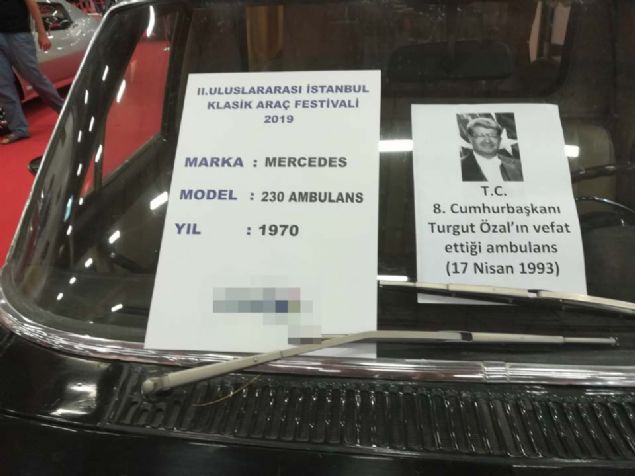 II.ULUSLARARASI İSTANBUL
KLASİK ARAÇ FESTİVALİ
2019
MARKA : MERCEDES
MODEL : 230 AMBULANS
YIL : 1970
T.C.
8. Cumhurbaşkanı
Turgut Özal'ın vefat
ettiği ambulans
(17 Nisan 1993)